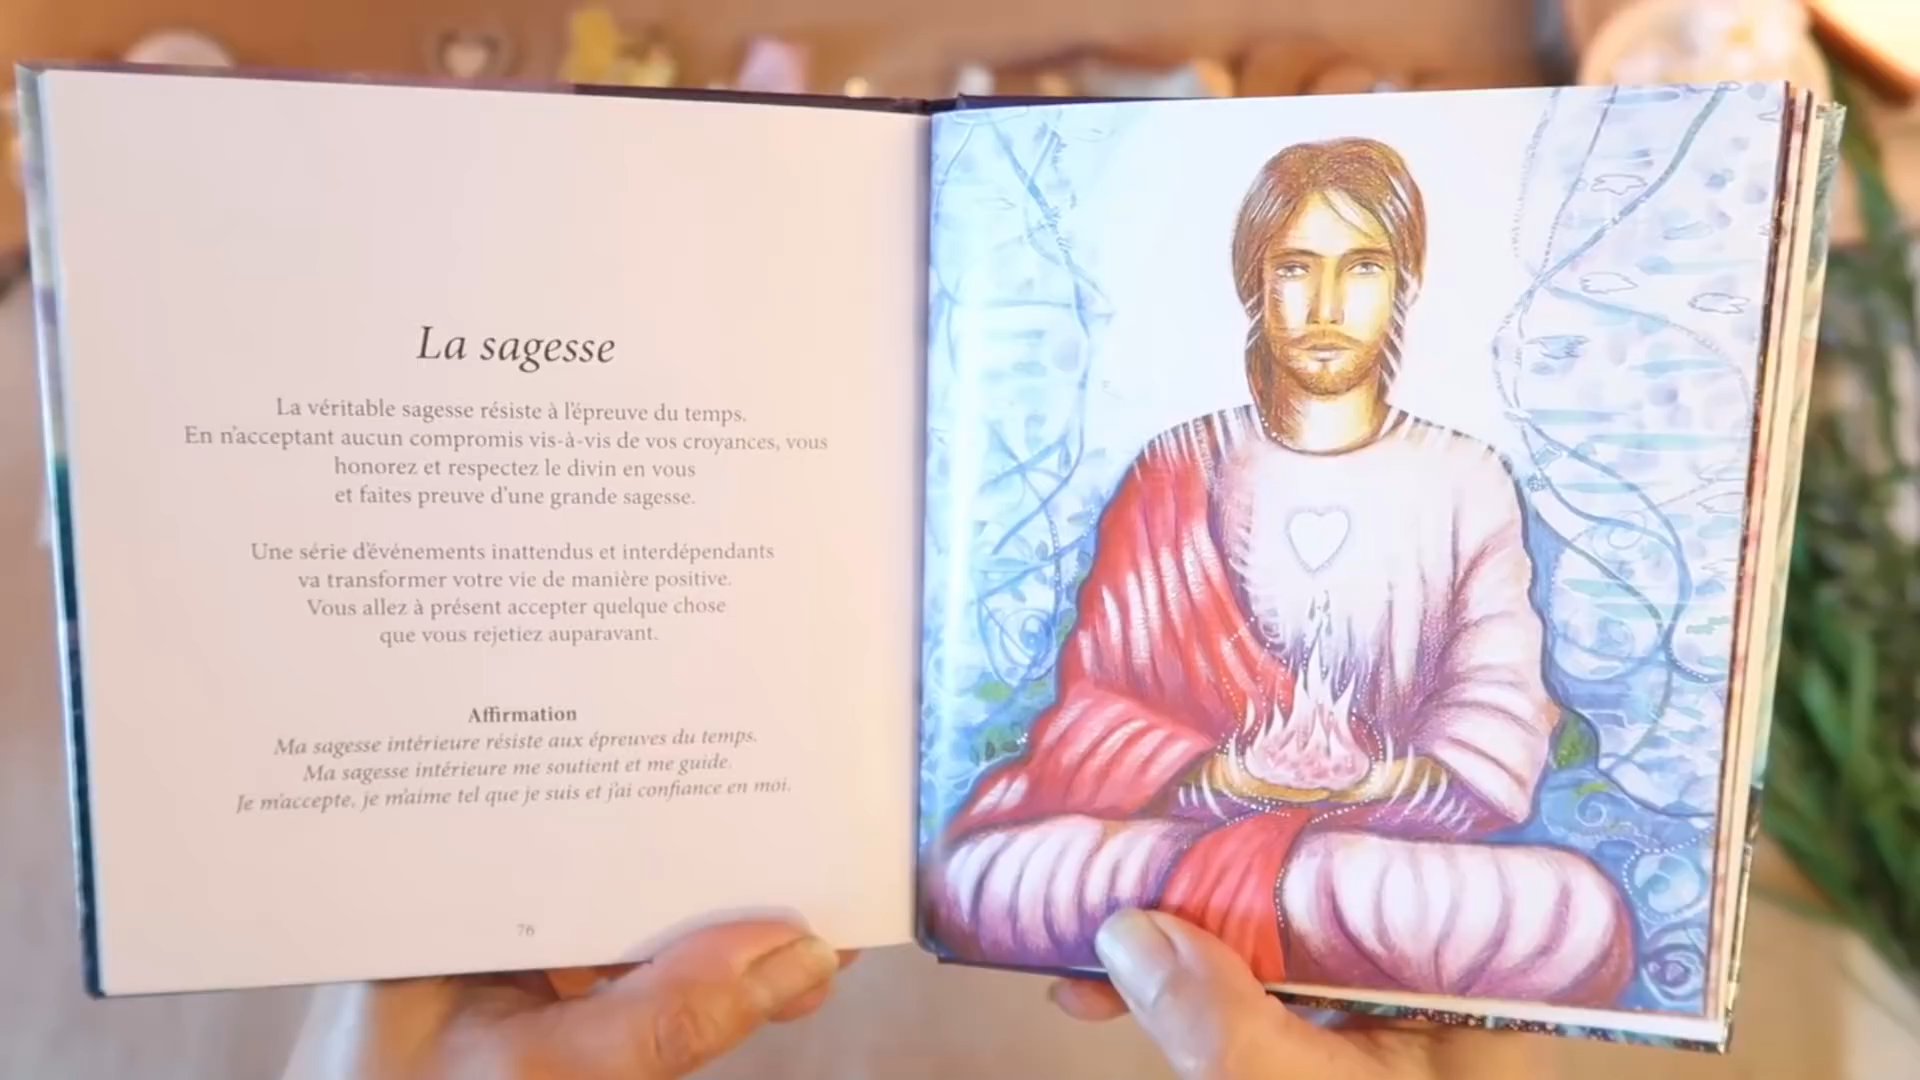 La sagesse
La véritable sagesse résiste à l'épreuve du temps.
En n'acceptant aucun compromis vis-à-vis de vos croyances, vous
honorez et respectez le divin en vous
et faites preuve d'une grande sagesse.
Une série d'événements inattendus et interdépendants
va transformer votre vie de manière positive.
Vous allez à présent accepter quelque chose
que vous rejetiez auparavant.
Affirmation
Ma sagesse intérieure résiste aux épreuves du temps.
Ma sagesse intérieure me soutient et me guide.
Je m'accepte, je m'aime tel que je suis et j'ai confiance en moi.
76